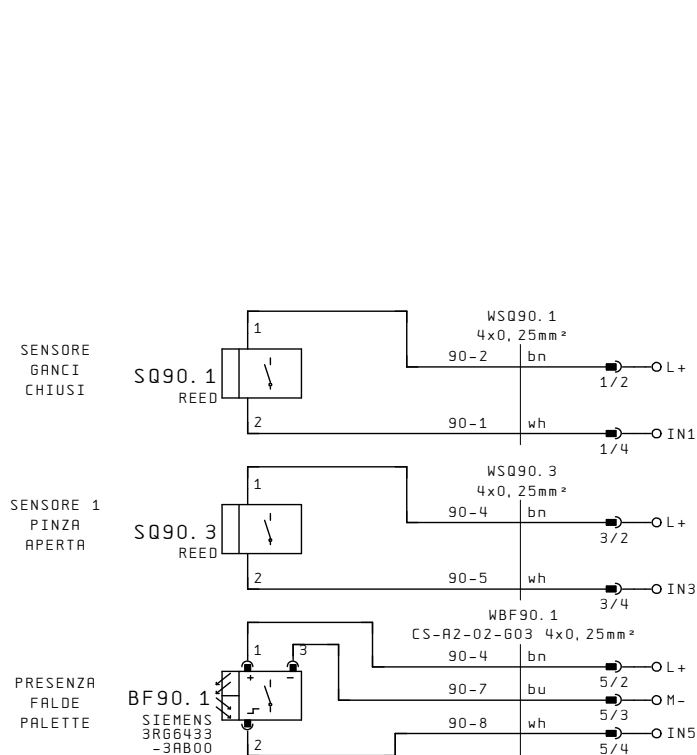 WSQ90.1
4x0,25mm²
1
90-2 bn
L+
1/2
SENSORE
GANCI
CHIUSI
SQ90.1
REED
2
90-1 wh
IN1
1/4
WSQ90.3
4x0,25mm²
1
90-4 bn
L+
3/2
SENSORE 1
PINZA
APERTA
SQ90.3
REED
2
90-5 wh
IN3
3/4
WBF90.1
CS-A2-02-G03 4x0,25mm²
1 3
90-4 bn
L+
5/2
+ -
PRESENZA
FALDE
PALETTE
BF90.1
SIEMENS
3RG6433
-3AB00
90-7 bu
M-
5/3
2
90-8 wh
IN5
5/4